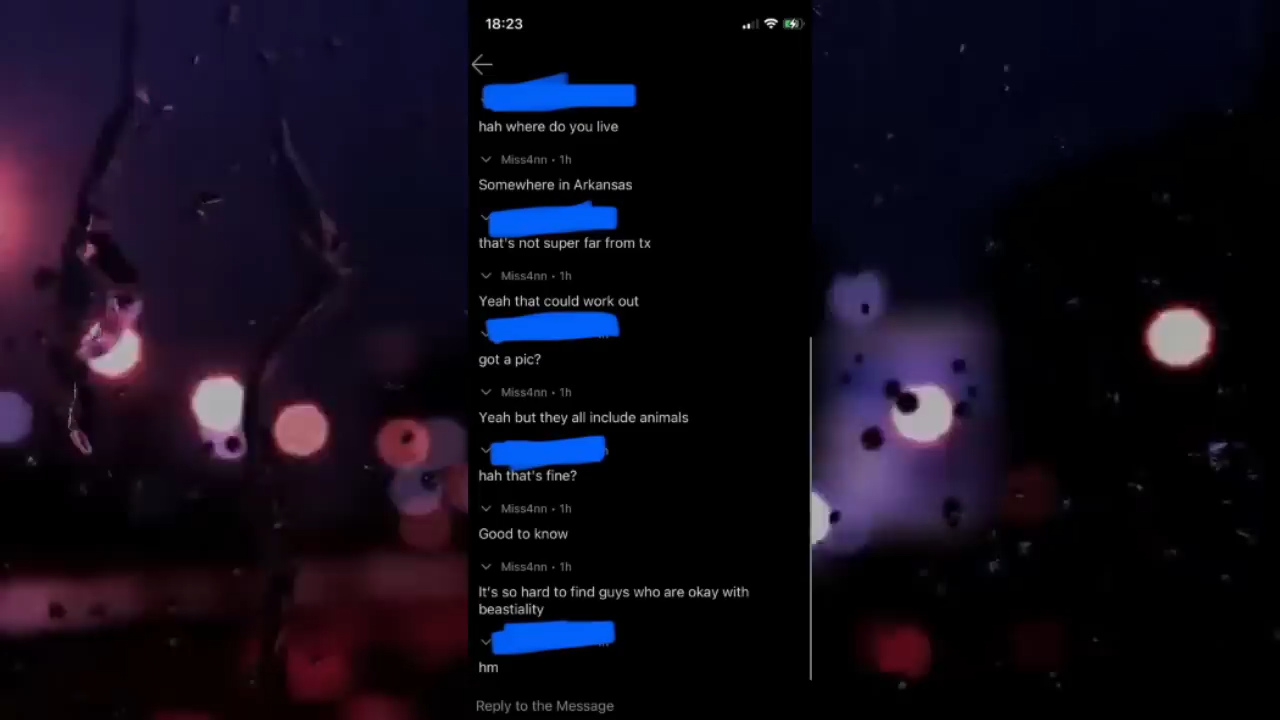 18:23
hah where do you live
Miss4nn • 1h
Somewhere in Arkansas
that's not super far from tx
Miss4nn • 1h
Yeah that could work out
got a pic?
Miss4nn • 1h
Yeah but they all include animals
hah that's fine?
Miss4nn • 1h
Good to know
Miss4nn • 1h
It's so hard to find guys who are okay with
beastiality
hm
Reply to the Message